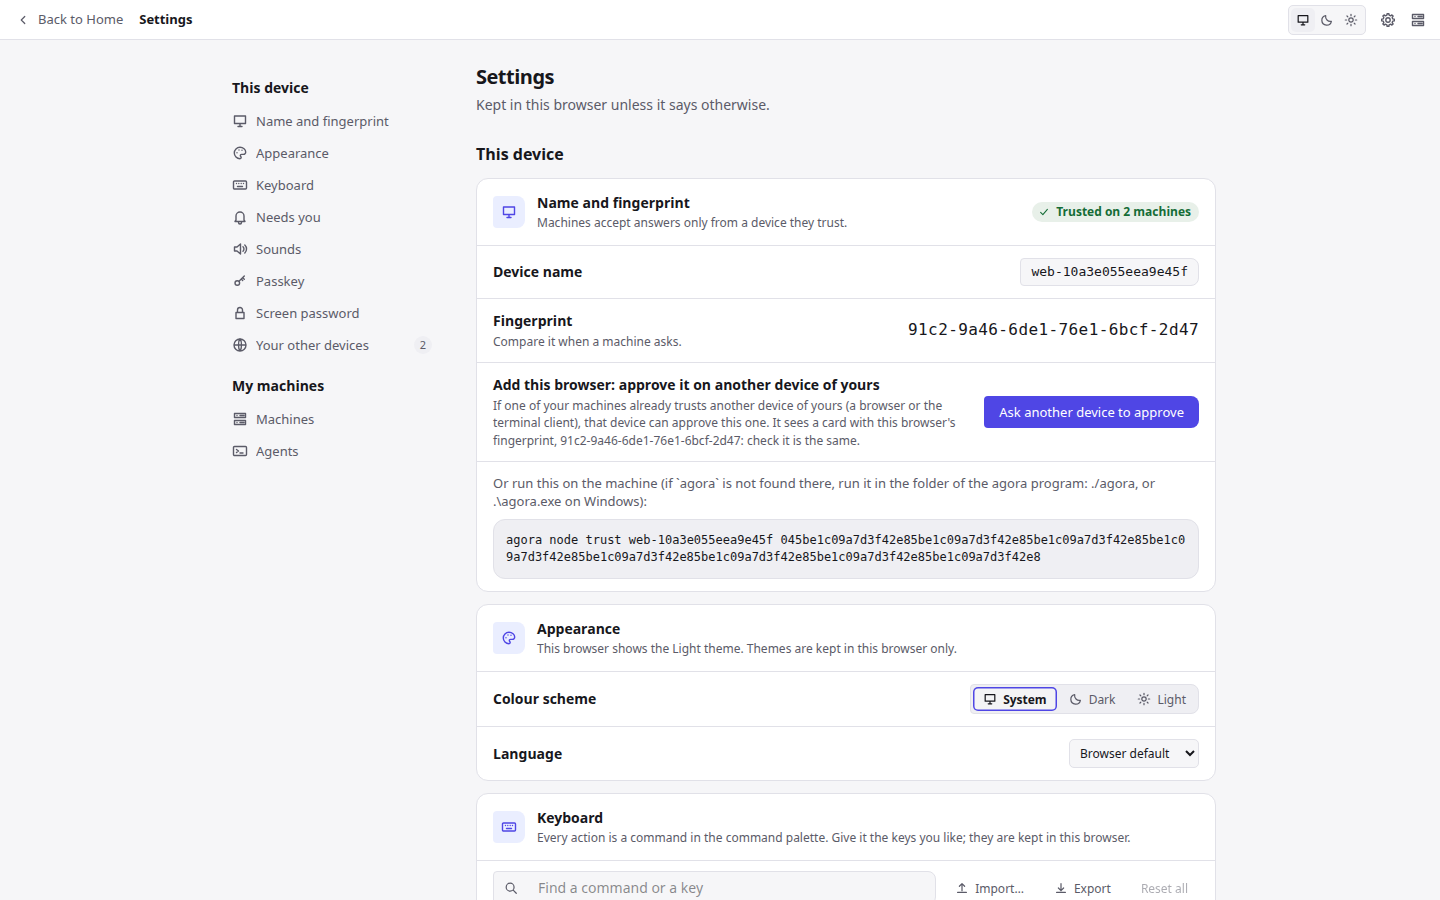 Back to Home
Settings
This device
Name and fingerprint
Appearance
Keyboard
Needs you
Sounds
Passkey
Screen password
Your other devices
2
My machines
Machines
Agents
Settings
Kept in this browser unless it says otherwise.
This device
Name and fingerprint
Machines accept answers only from a device they trust.
Trusted on 2 machines
Device name
web-10a3e055eea9e45f
Fingerprint
Compare it when a machine asks.
91c2-9a46-6de1-76e1-6bcf-2d47
Add this browser: approve it on another device of yours
If one of your machines already trusts another device of yours (a browser or the
terminal client), that device can approve this one. It sees a card with this browser's
fingerprint, 91c2-9a46-6de1-76e1-6bcf-2d47: check it is the same.
Ask another device to approve
Or run this on the machine (if `agora` is not found there, run it in the folder of the agora program: ./agora, or
.\agora.exe on Windows):
agora node trust web-10a3e055eea9e45f 045be1c09a7d3f42e85be1c09a7d3f42e85be1c09a7d3f42e85be1c0
9a7d3f42e85be1c09a7d3f42e85be1c09a7d3f42e85be1c09a7d3f42e85be1c09a7d3f42e8
Appearance
This browser shows the Light theme. Themes are kept in this browser only.
Colour scheme
System
Dark
Light
Language
Browser default
Keyboard
Every action is a command in the command palette. Give it the keys you like; they are kept in this browser.
Find a command or a key
Import...
Export
Reset all